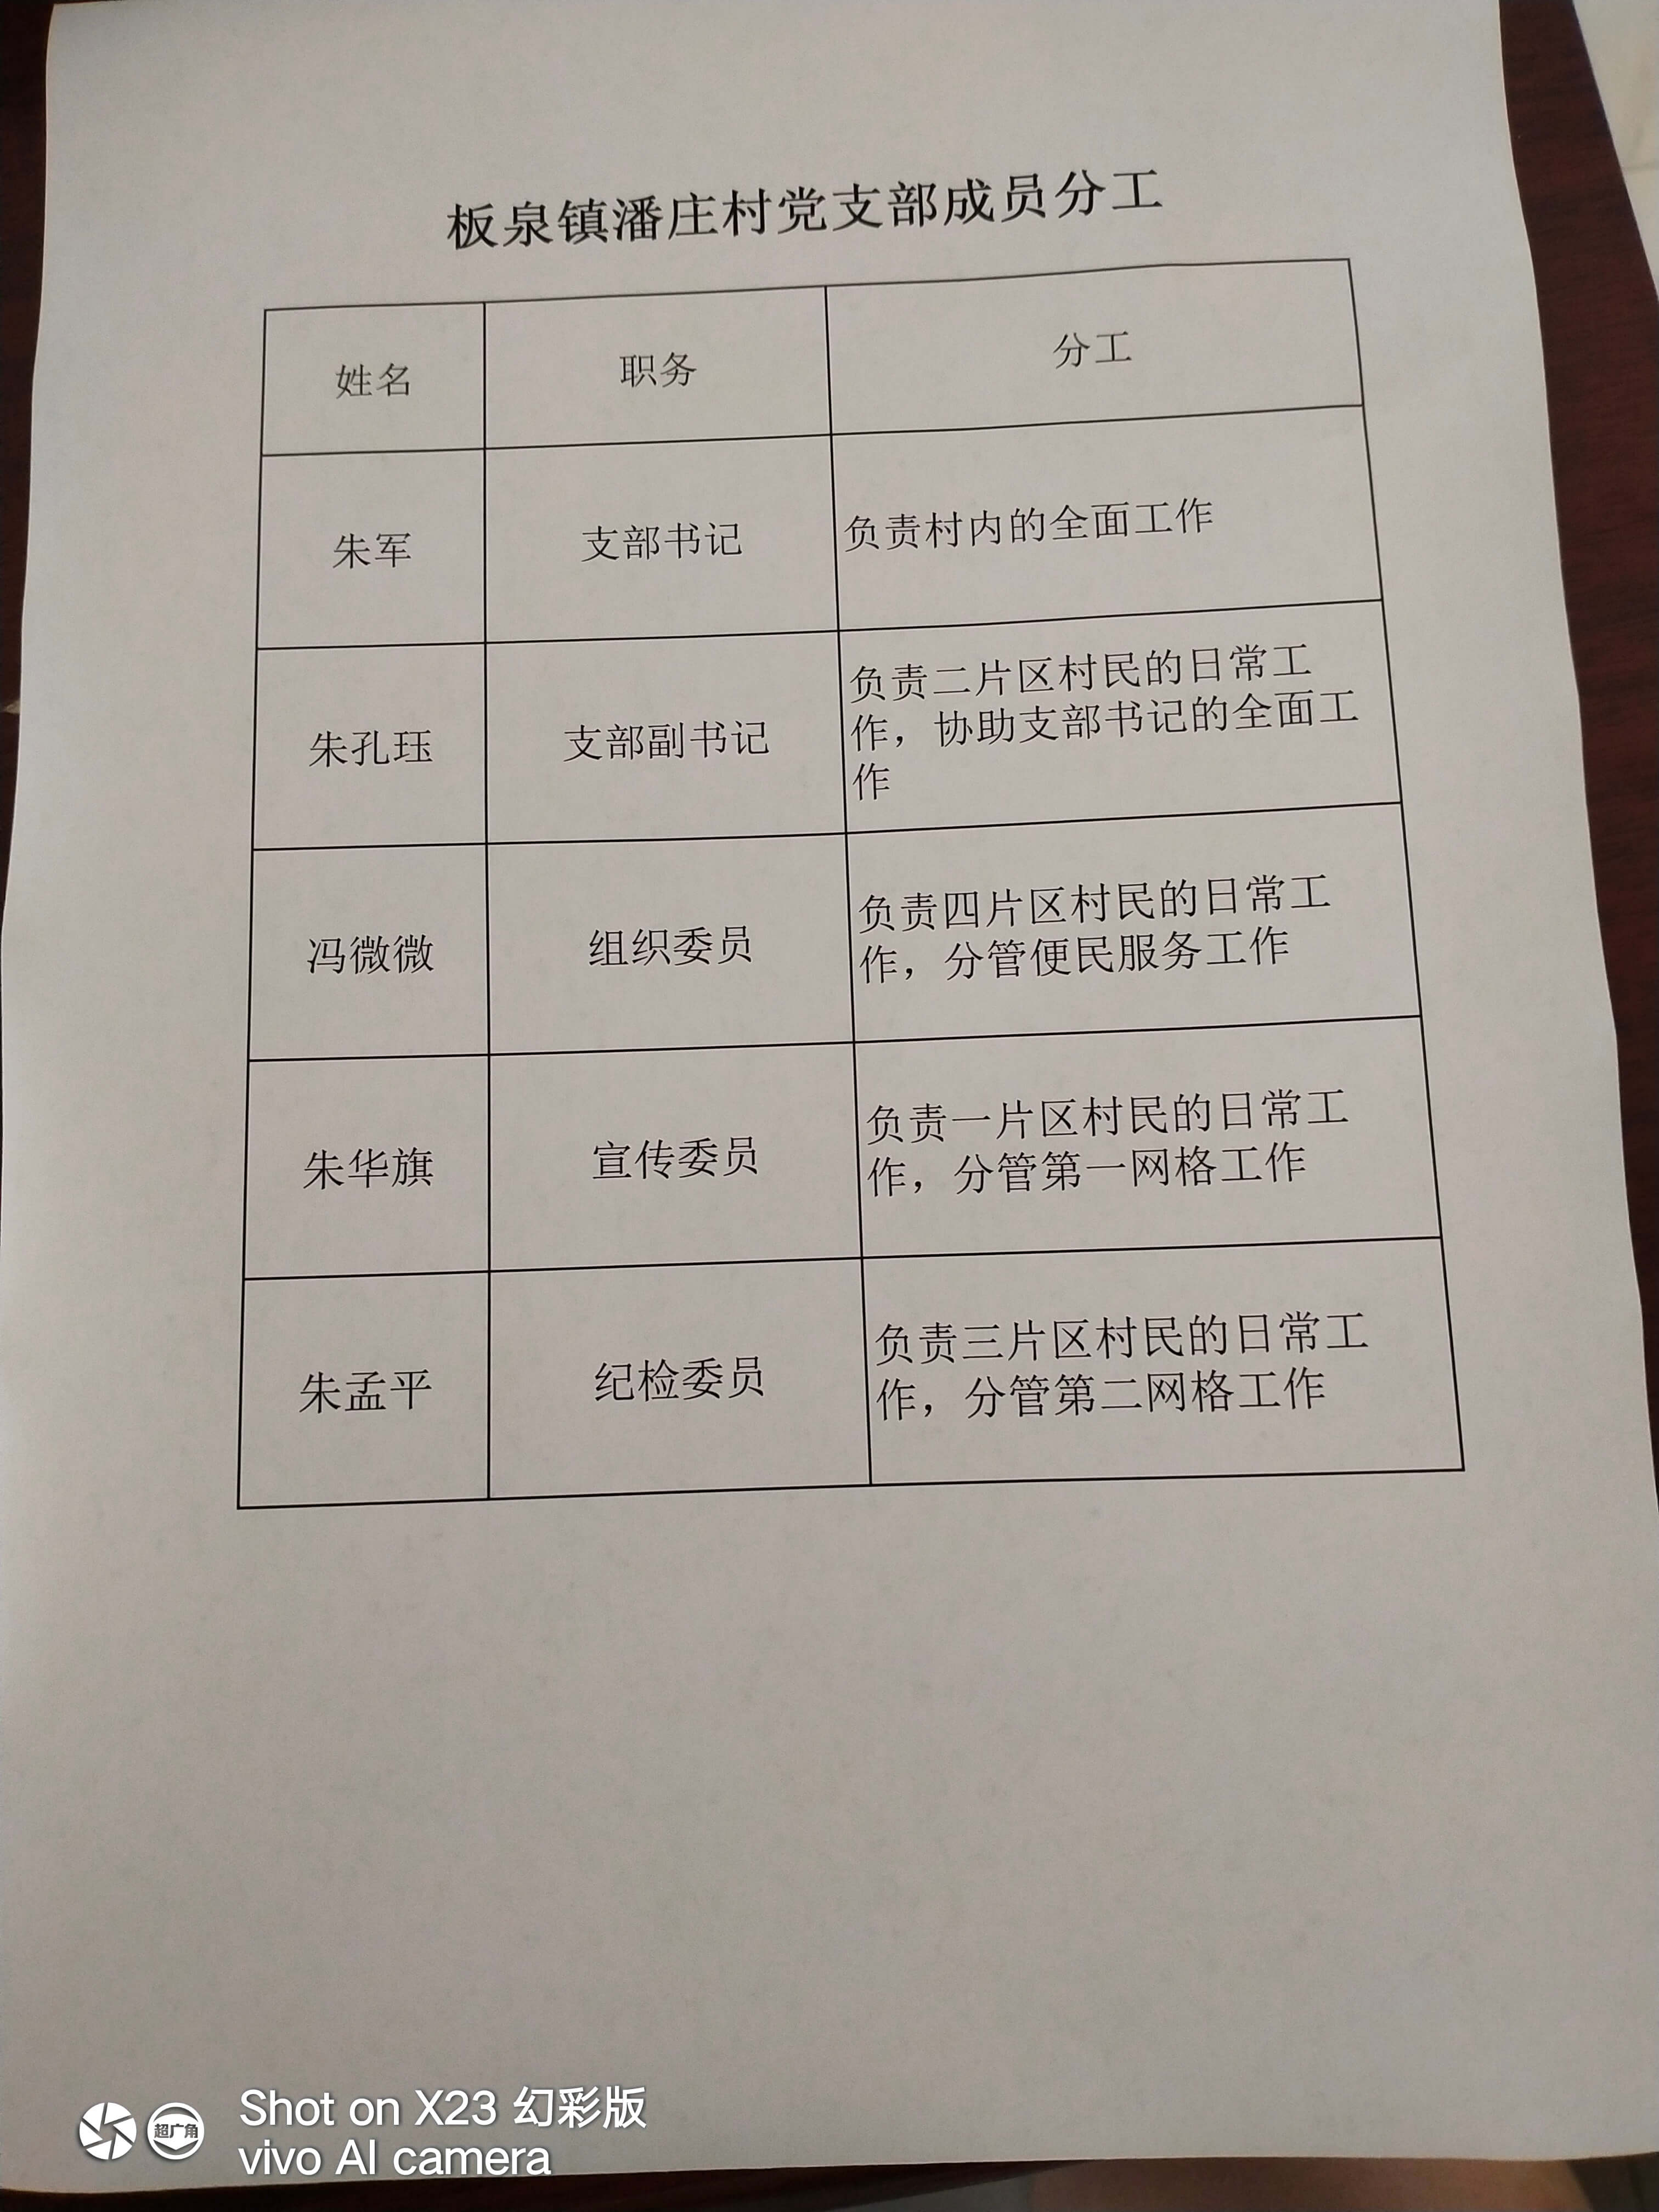 板泉镇潘庄村党支部成员分工
姓名 职务 分工
朱军 支部书记 负责村内的全面工作
朱孔珏 支部副书记 负责二片区村民的日常工
作，协助支部书记的全面工
作
冯微微 组织委员 负责四片区村民的日常工
作，分管便民服务工作
朱华旗 宣传委员 负责一片区村民的日常工
作，分管第一网格工作
朱孟平 纪检委员 负责三片区村民的日常工
作，分管第二网格工作
超广角
Shot on X23 幻彩版
vivo AI camera